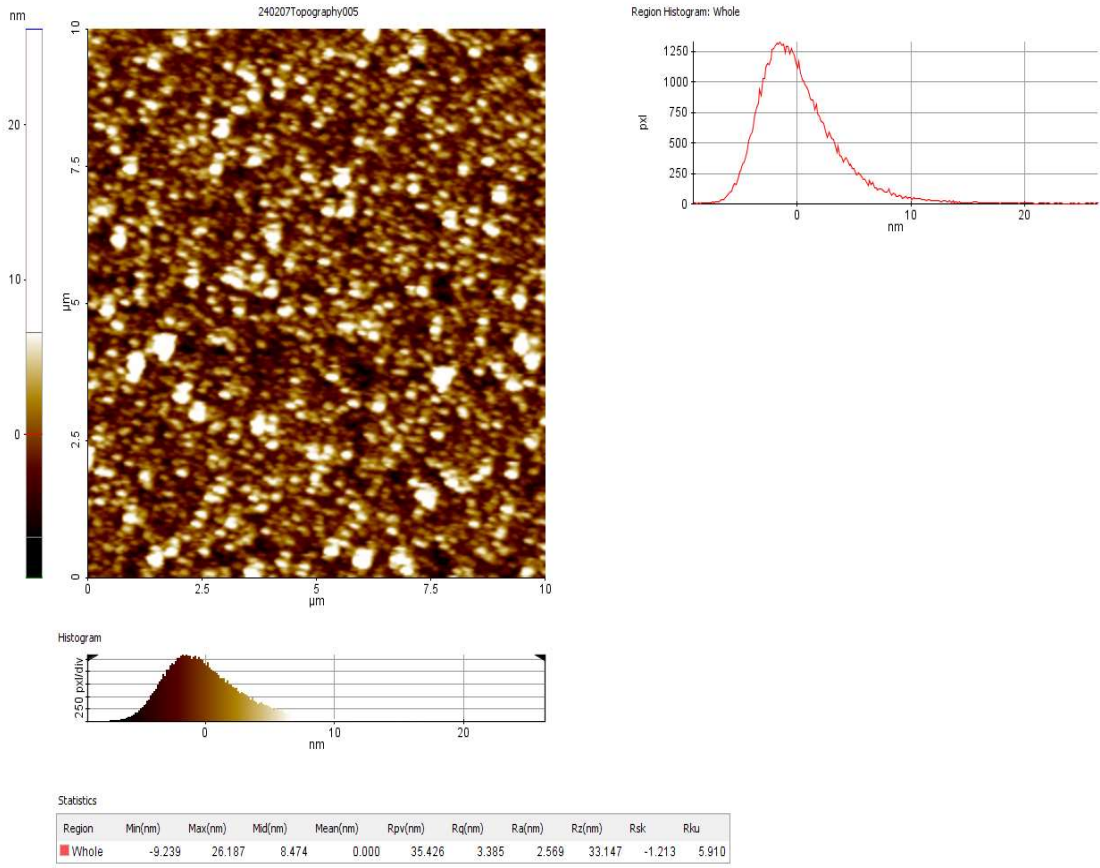 nm
240207Topography005
Region Histogram: Whole
10
7.5
5
2.5
0
µm
20
10
0
0
2.5
5
7.5
10
µm
1250
1000
750
500
250
0
pxl
0
10
20
nm
Histogram
250 pxl/div
0
10
20
nm
Statistics
Region Min(nm) Max(nm) Mid(nm) Mean(nm) Rpv(nm) Rq(nm) Ra(nm) Rz(nm) Rsk Rku
Whole -9.239 26.187 8.474 0.000 35.426 3.385 2.569 33.147 -1.213 5.910